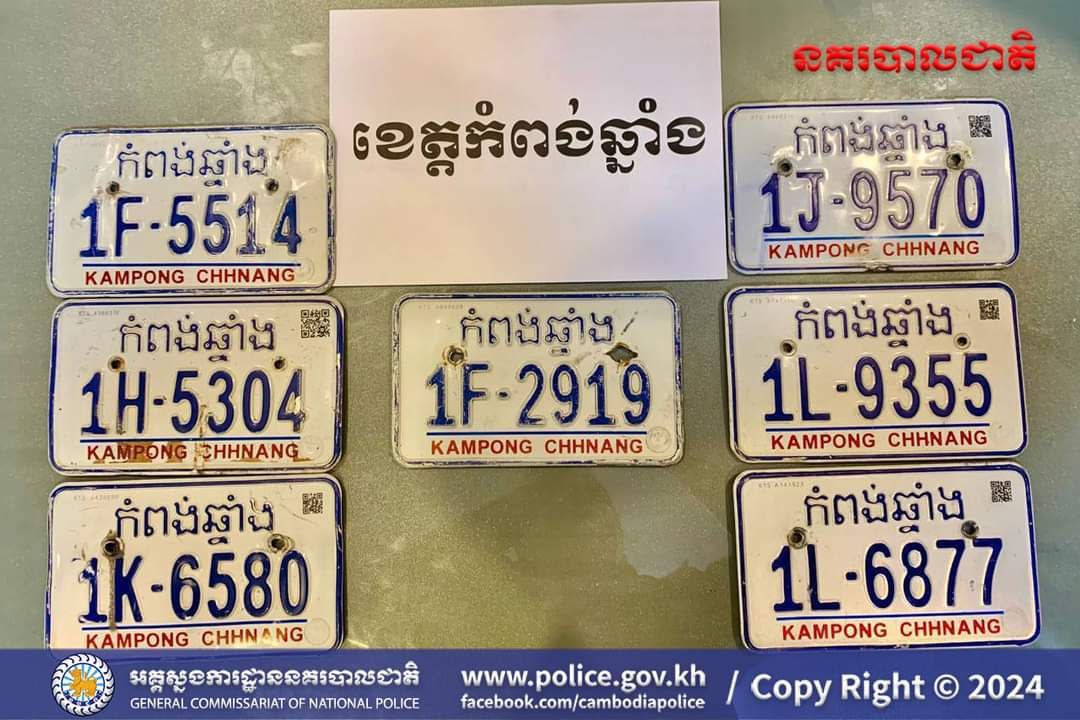 នគរបាលជាតិ
ខេត្តកំពង់ឆ្នាំង
កំពង់ឆ្នាំង
1F-5514
KAMPONG CHHNANG
កំពង់ឆ្នាំង
1J-9570
KAMPONG CHHNANG
កំពង់ឆ្នាំង
1H-5304
KAMPONG CHHNANG
កំពង់ឆ្នាំង
1F-2919
KAMPONG CHHNANG
កំពង់ឆ្នាំង
1L-9355
KAMPONG CHHNANG
កំពង់ឆ្នាំង
1K-6580
KAMPONG CHHNANG
KTS A141523
កំពង់ឆ្នាំង
1L-6877
KAMPONG CHHNANG
អគ្គស្នងការដ្ឋាននគរបាលជាតិ
GENERAL COMMISSARIAT OF NATIONAL POLICE
www.police.gov.kh
facebook.com/cambodiapolice
/ Copy Right © 2024